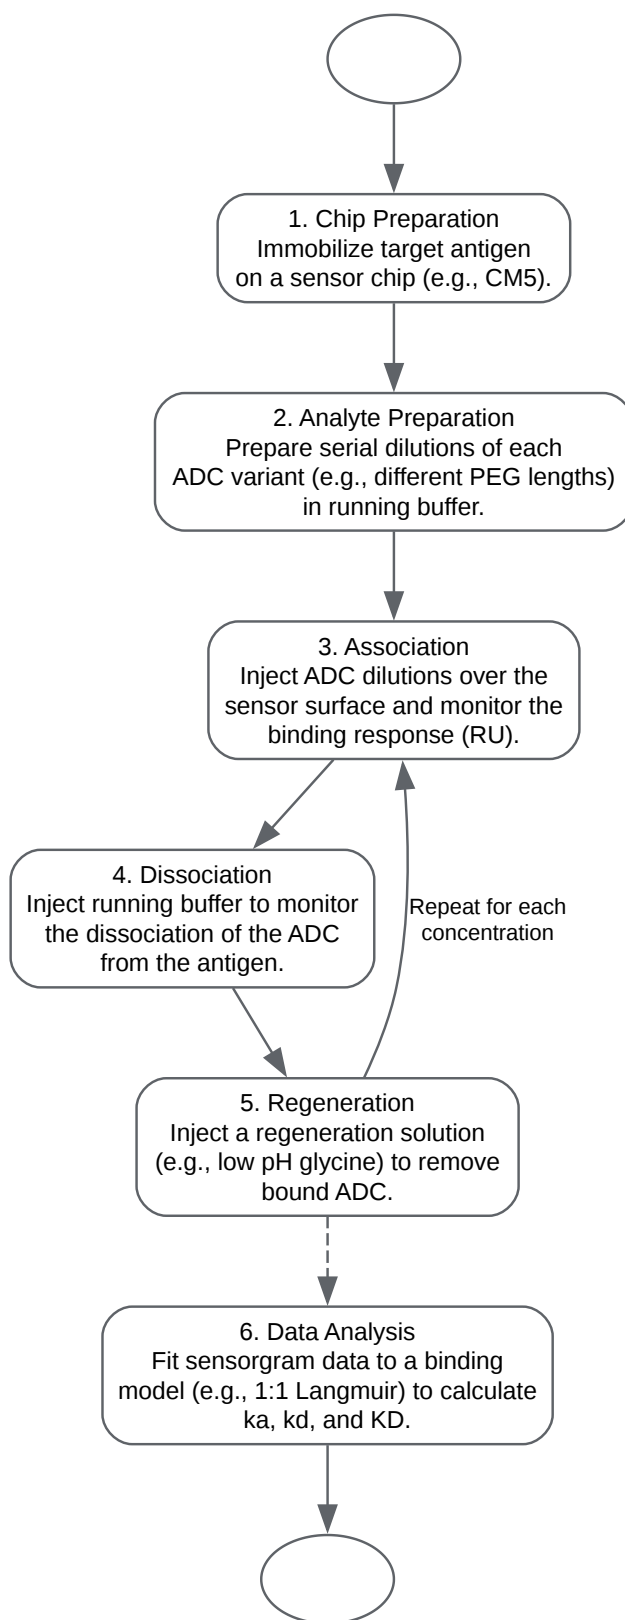 1. Chip Preparation
Immobilize target antigen
on a sensor chip (e.g., CM5).
2. Analyte Preparation
Prepare serial dilutions of each
ADC variant (e.g., different PEG lengths)
in running buffer.
3. Association
Inject ADC dilutions over the
sensor surface and monitor the
binding response (RU).
4. Dissociation
Inject running buffer to monitor
the dissociation of the ADC
from the antigen.
Repeat for each
concentration
5. Regeneration
Inject a regeneration solution
(e.g., low pH glycine) to remove
bound ADC.
6. Data Analysis
Fit sensorgram data to a binding
model (e.g., 1:1 Langmuir) to calculate
ka, kd, and KD.